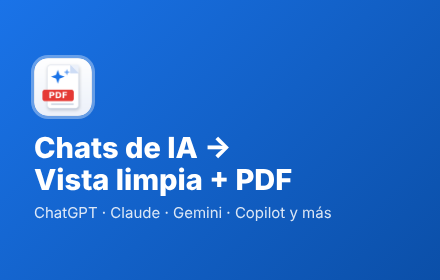 PDF
Chats de IA →
Vista limpia + PDF
ChatGPT · Claude · Gemini · Copilot y más